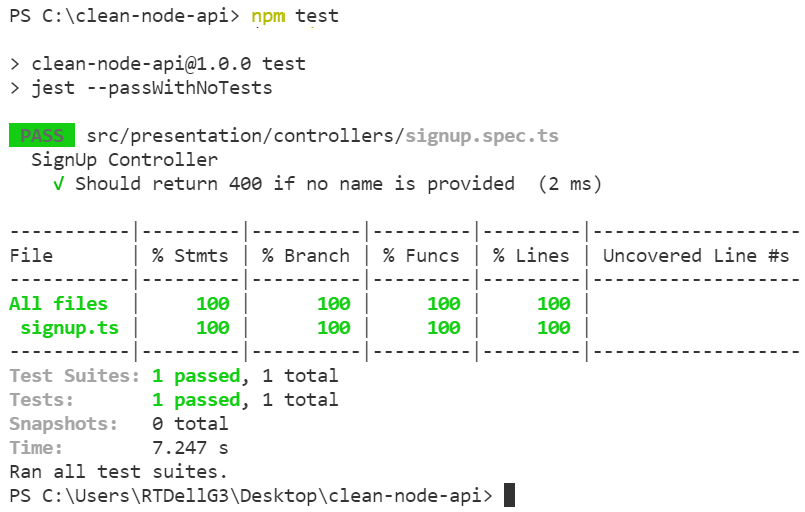 PS C:\clean-node-api> npm test
> clean-node-api@1.0.0 test
> jest --passWithNoTests
PASS src/presentation/controllers/signup.spec.ts
  SignUp Controller
    √ Should return 400 if no name is provided  (2 ms)
-----------|---------|----------|---------|---------|-------------------
File       | % Stmts | % Branch | % Funcs | % Lines | Uncovered Line #s
-----------|---------|----------|---------|---------|-------------------
All files  |     100 |      100 |     100 |     100 |
 signup.ts |     100 |      100 |     100 |     100 |
-----------|---------|----------|---------|---------|-------------------
Test Suites: 1 passed, 1 total
Tests:       1 passed, 1 total
Snapshots:   0 total
Time:        7.247 s
Ran all test suites.
PS C:\Users\RTDellG3\Desktop\clean-node-api>